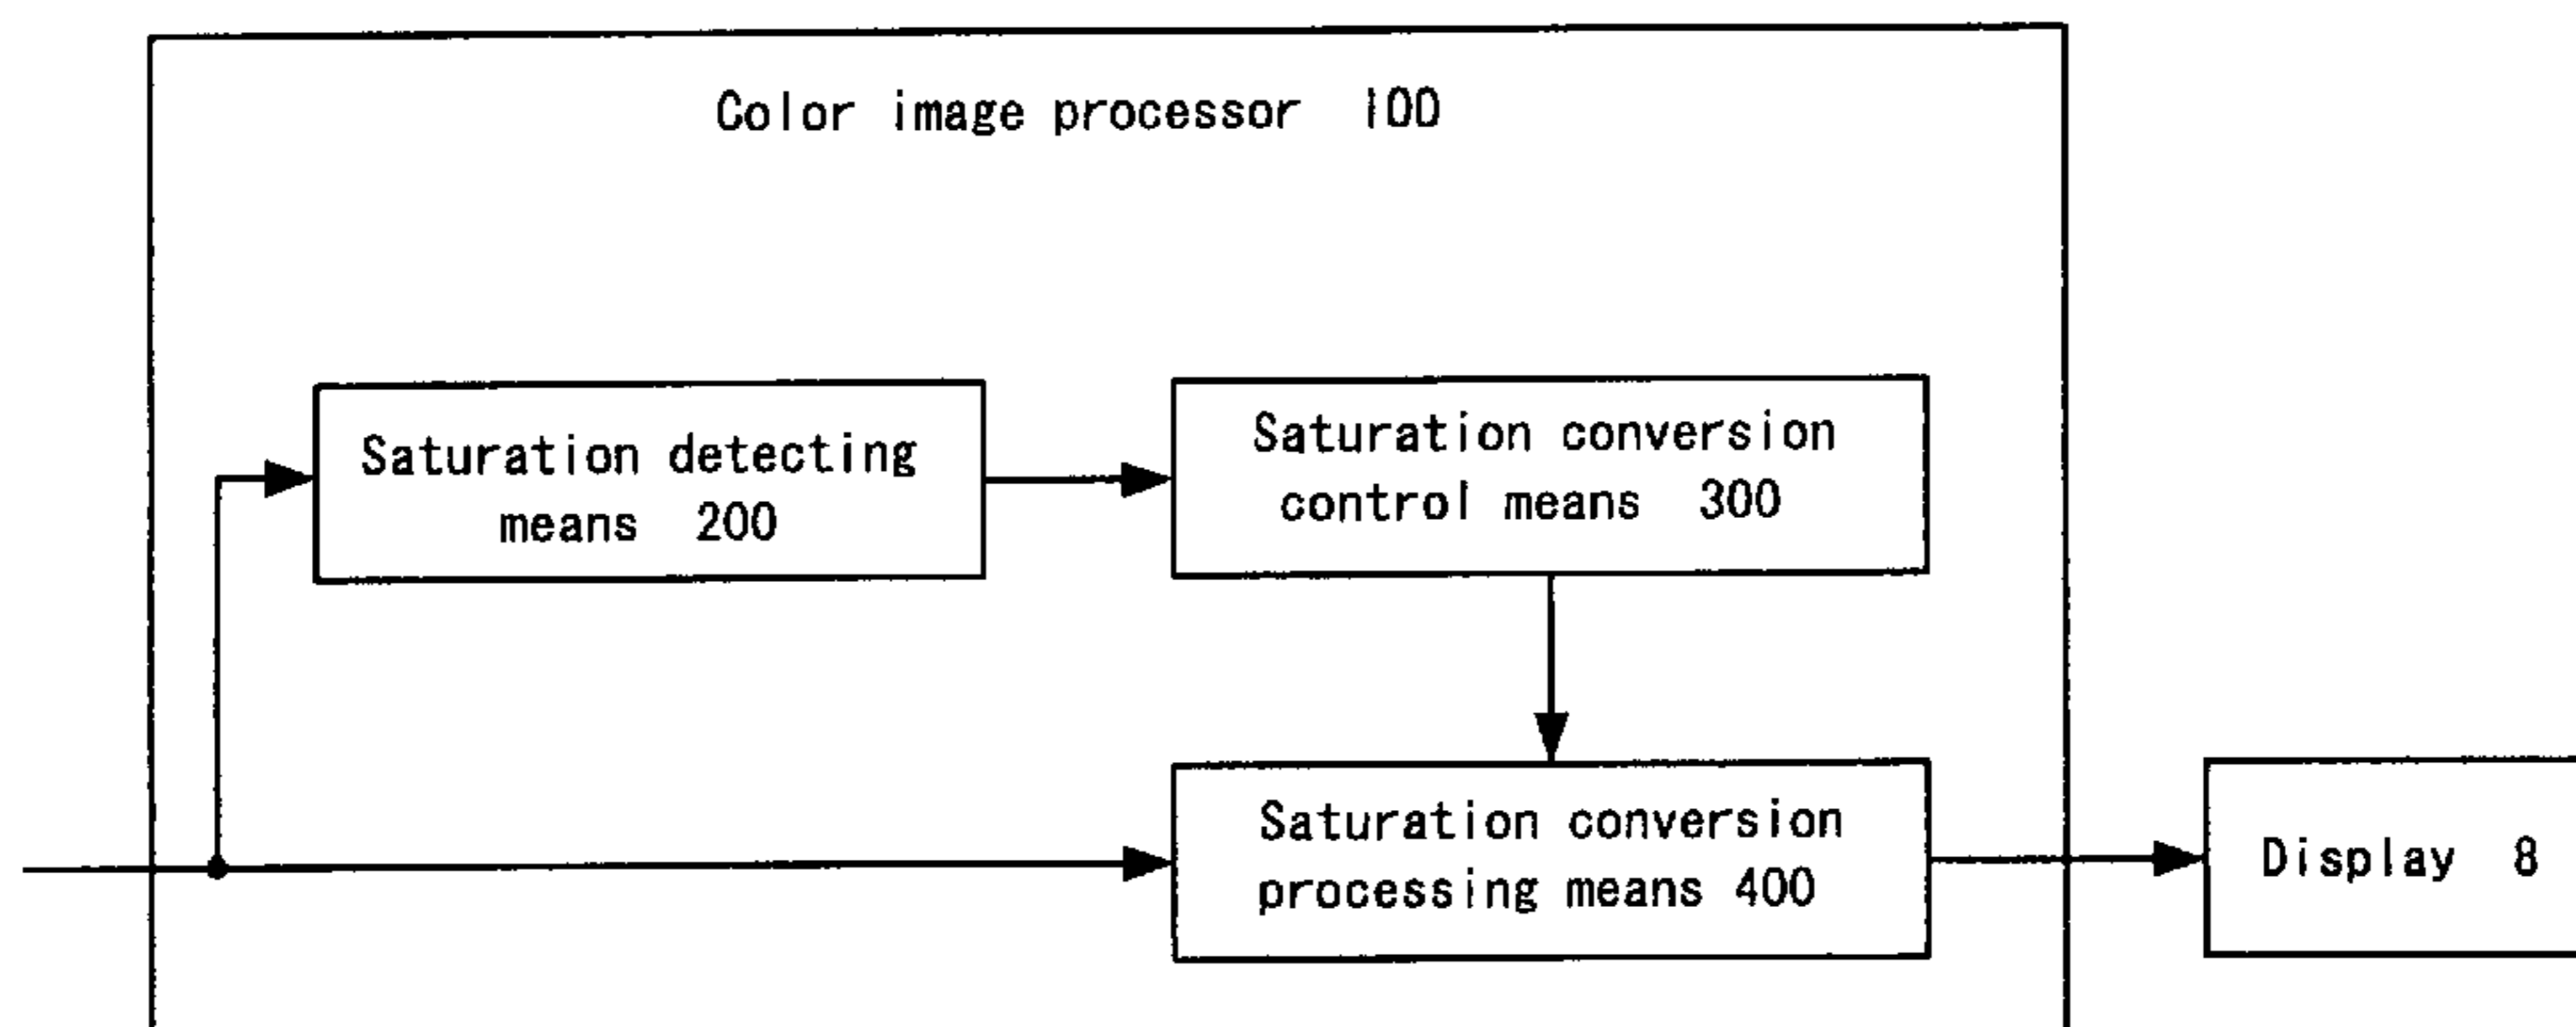 Color image processor 100
Saturation detecting
means 200
Saturation conversion
control means 300
Saturation conversion
processing means 400
Display 8